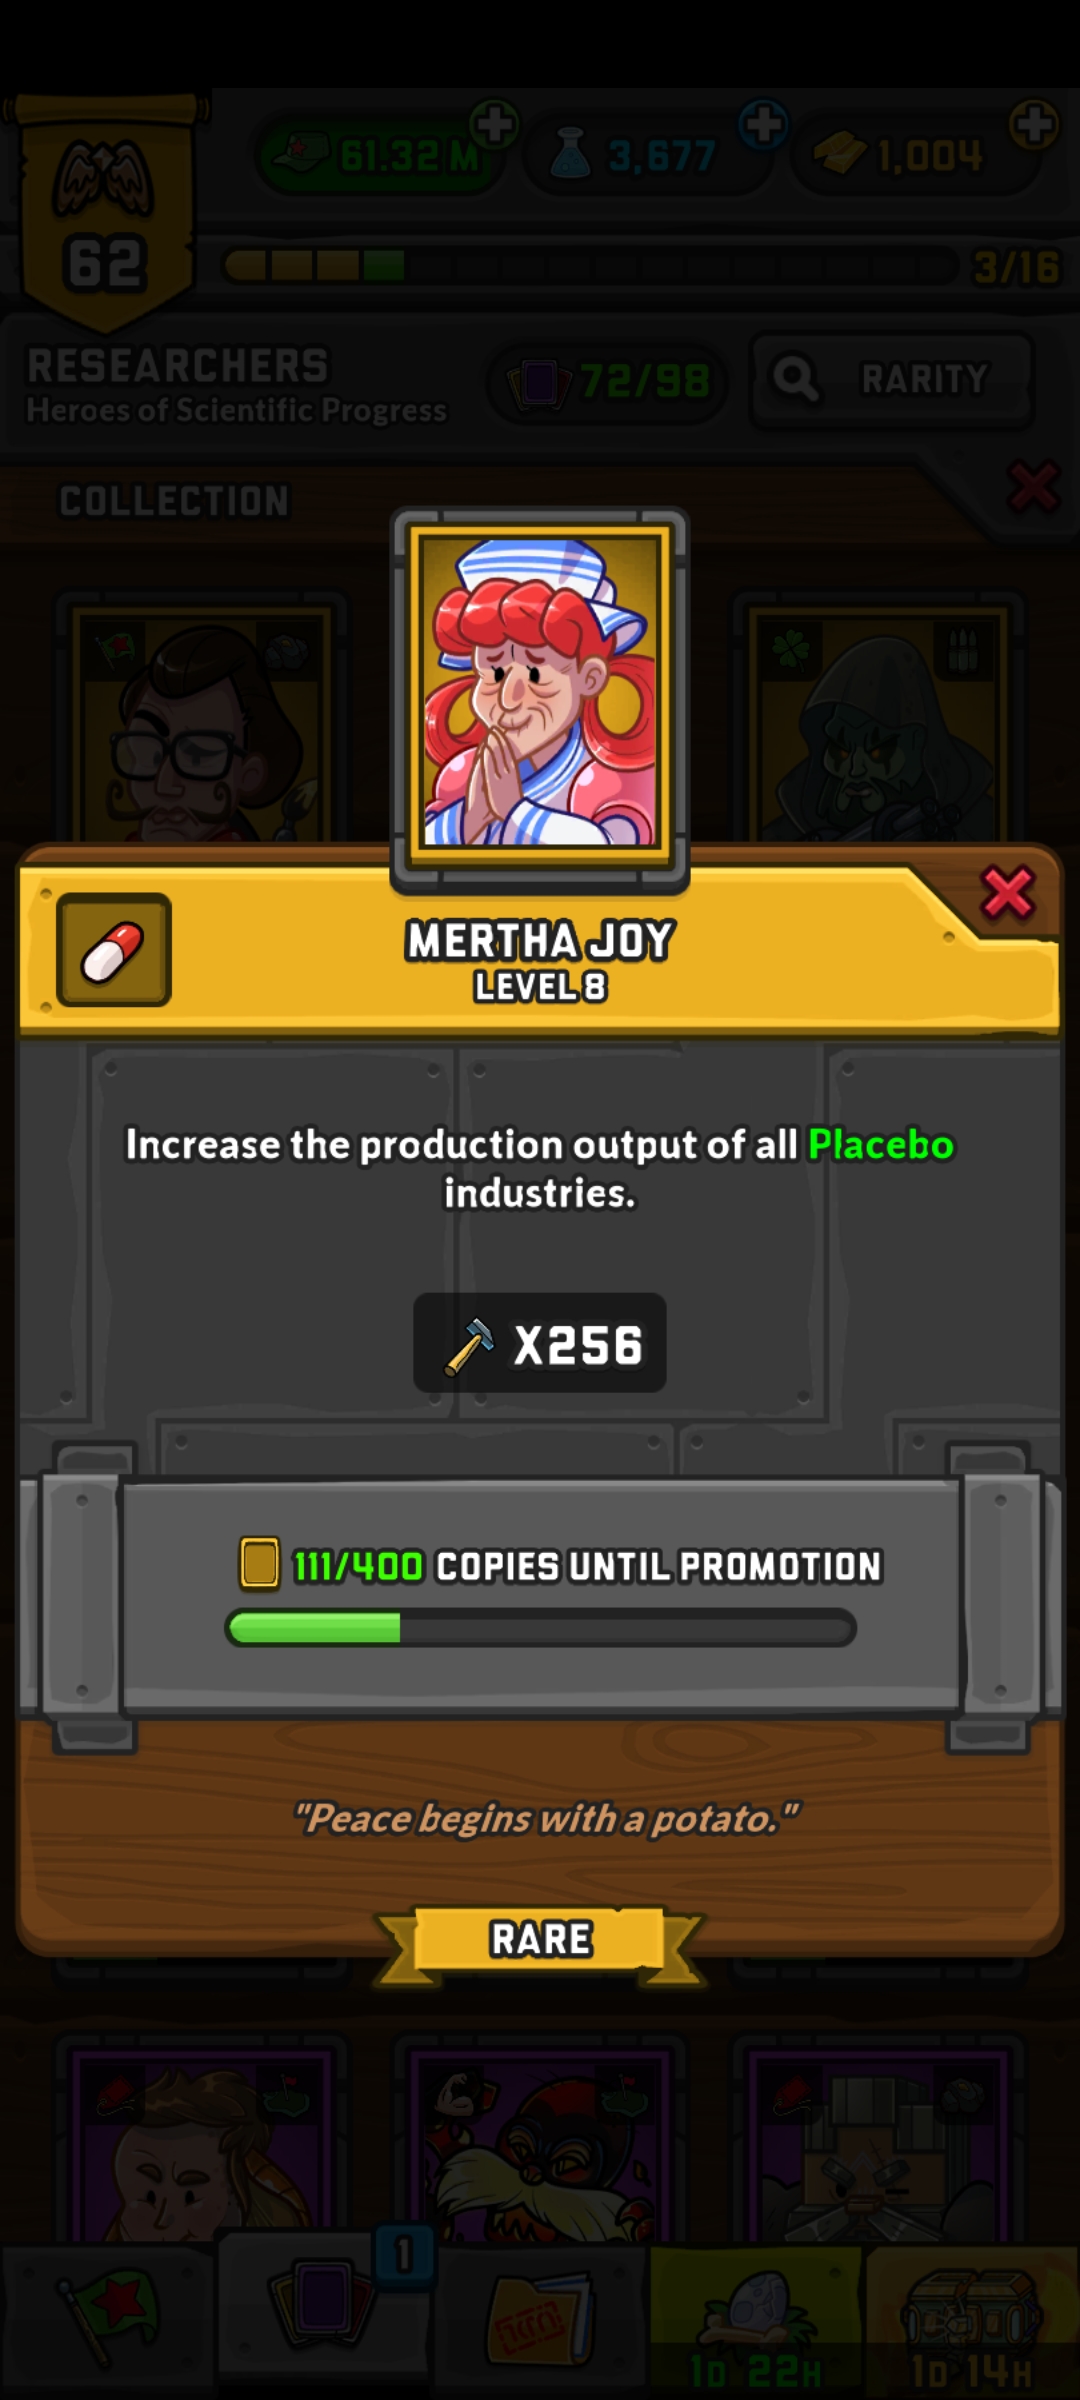 61.32 M
3,677
1,004
62
3/16
RESEARCHERS
Heroes of Scientific Progress
72/98
RARITY
COLLECTION
MERTHA JOY
LEVEL 8
Increase the production output of all Placebo
industries.
X256
111/400 COPIES UNTIL PROMOTION
"Peace begins with a potato."
RARE
1
1D 22H
1D 14H